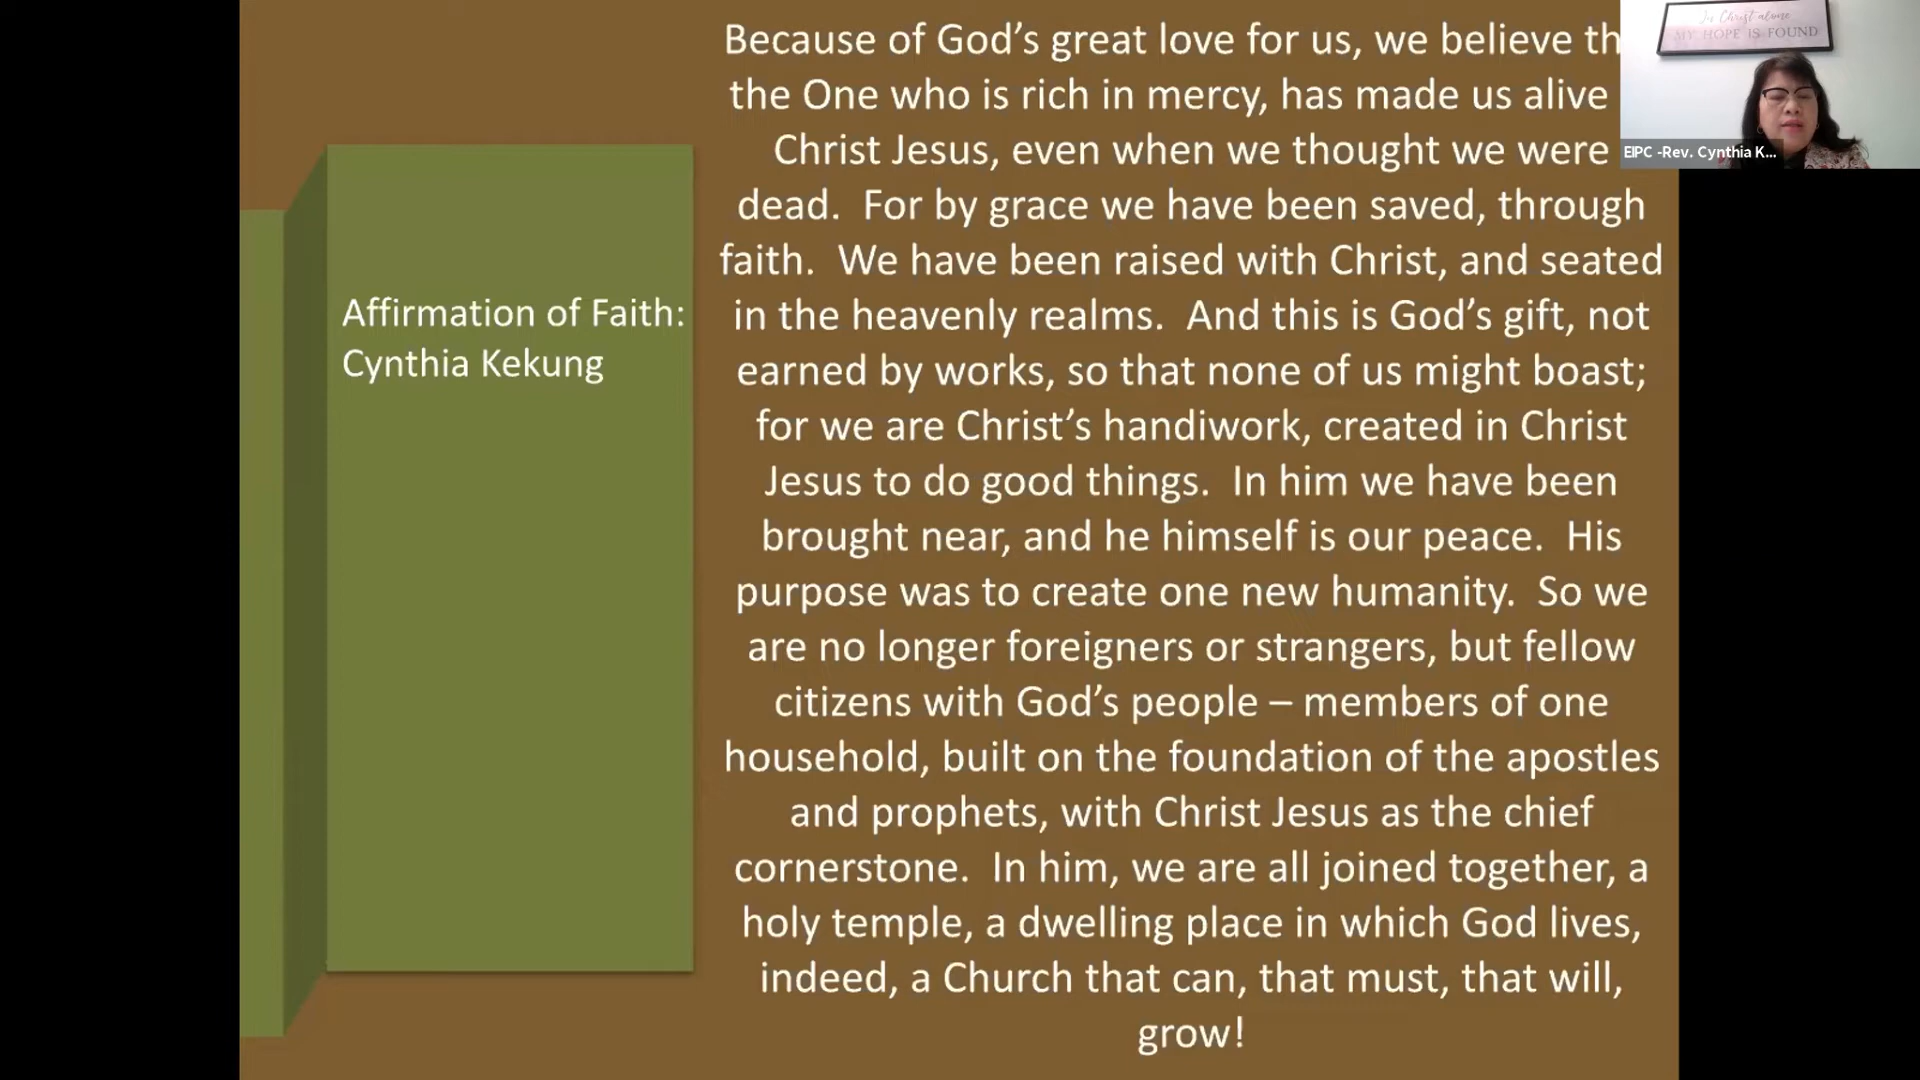 Affirmation of Faith:
Cynthia Kekung
Because of God's great love for us, we believe
the One who is rich in mercy, has made us alive
Christ Jesus, even when we thought we were
dead.  For by grace we have been saved, through
faith.  We have been raised with Christ, and seated
in the heavenly realms.  And this is God's gift, not
earned by works, so that none of us might boast;
for we are Christ's handiwork, created in Christ
Jesus to do good things.  In him we have been
brought near, and he himself is our peace.  His
purpose was to create one new humanity.  So we
are no longer foreigners or strangers, but fellow
citizens with God's people – members of one
household, built on the foundation of the apostles
and prophets, with Christ Jesus as the chief
cornerstone.  In him, we are all joined together, a
holy temple, a dwelling place in which God lives,
indeed, a Church that can, that must, that will,
grow!
In Christ alone
MY HOPE IS FOUND
EIPC -Rev. Cynthia K...